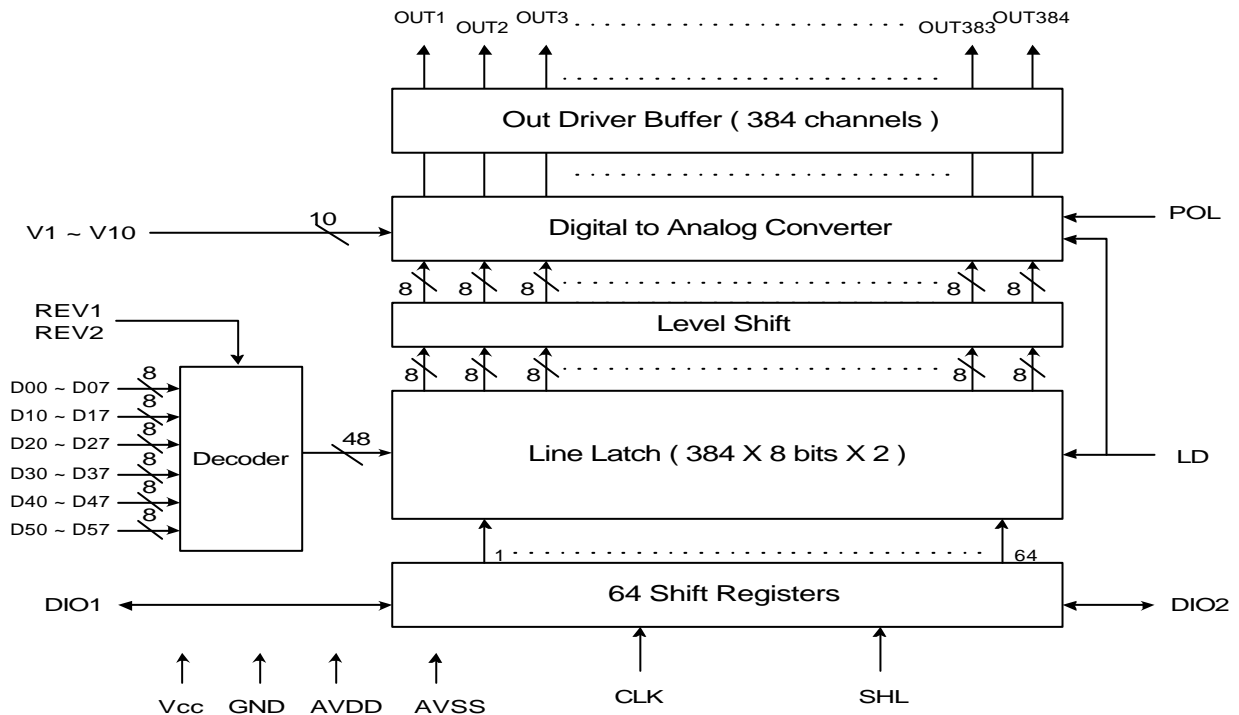 OUT1 OUT2 OUT3 OUT383 OUT384
Out Driver Buffer ( 384 channels )
V1 ~ V10 10 Digital to Analog Converter POL
8 8 8 8 8
REV1
REV2
Level Shift
8 8 8 8 8
D00 ~ D07 8
D10 ~ D17 8
D20 ~ D27 8
D30 ~ D37 8
D40 ~ D47 8
D50 ~ D57 8
Decoder 48 Line Latch ( 384 X 8 bits X 2 ) LD
1 64
DIO1 64 Shift Registers DIO2
Vcc GND AVDD AVSS CLK SHL